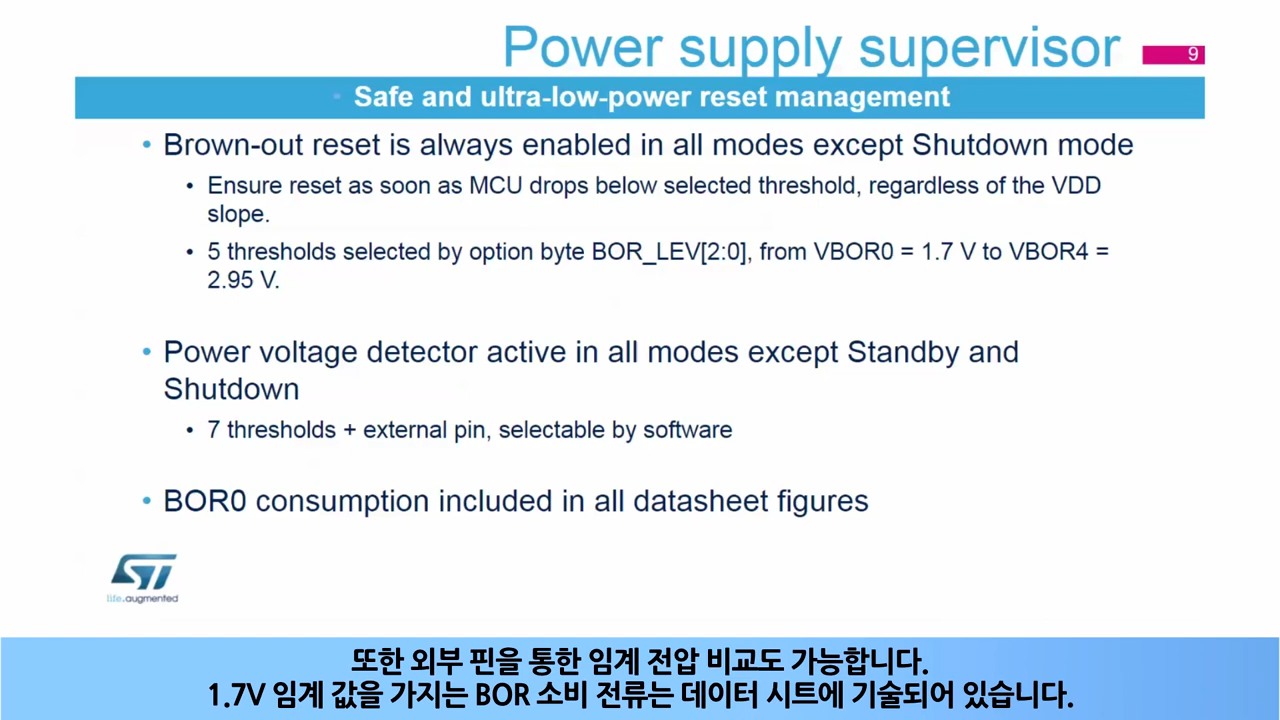 Power supply supervisor
9
Safe and ultra-low-power reset management
• Brown-out reset is always enabled in all modes except Shutdown mode
• Ensure reset as soon as MCU drops below selected threshold, regardless of the VDD
slope.
• 5 thresholds selected by option byte BOR_LEV[2:0], from VBOR0 = 1.7 V to VBOR4 =
2.95 V.
• Power voltage detector active in all modes except Standby and
Shutdown
• 7 thresholds + external pin, selectable by software
• BOR0 consumption included in all datasheet figures
ST
life.augmented
또한 외부 핀을 통한 임계 전압 비교도 가능합니다.
1.7V 임계 값을 가지는 BOR 소비 전류는 데이터 시트에 기술되어 있습니다.